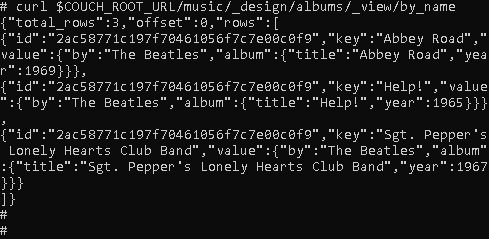 # curl $COUCH_ROOT_URL/music/_design/albums/_view/by_name
{"total_rows":3,"offset":0,"rows":[
{"id":"2ac58771c197f70461056f7c7e00c0f9","key":"Abbey Road","
value":{"by":"The Beatles","album":{"title":"Abbey Road","yea
r":1969}}},
{"id":"2ac58771c197f70461056f7c7e00c0f9","key":"Help!","value
":{"by":"The Beatles","album":{"title":"Help!","year":1965}}}
,
{"id":"2ac58771c197f70461056f7c7e00c0f9","key":"Sgt. Pepper's
 Lonely Hearts Club Band","value":{"by":"The Beatles","album"
:{"title":"Sgt. Pepper's Lonely Hearts Club Band","year":1967
}}}
]}
#
#